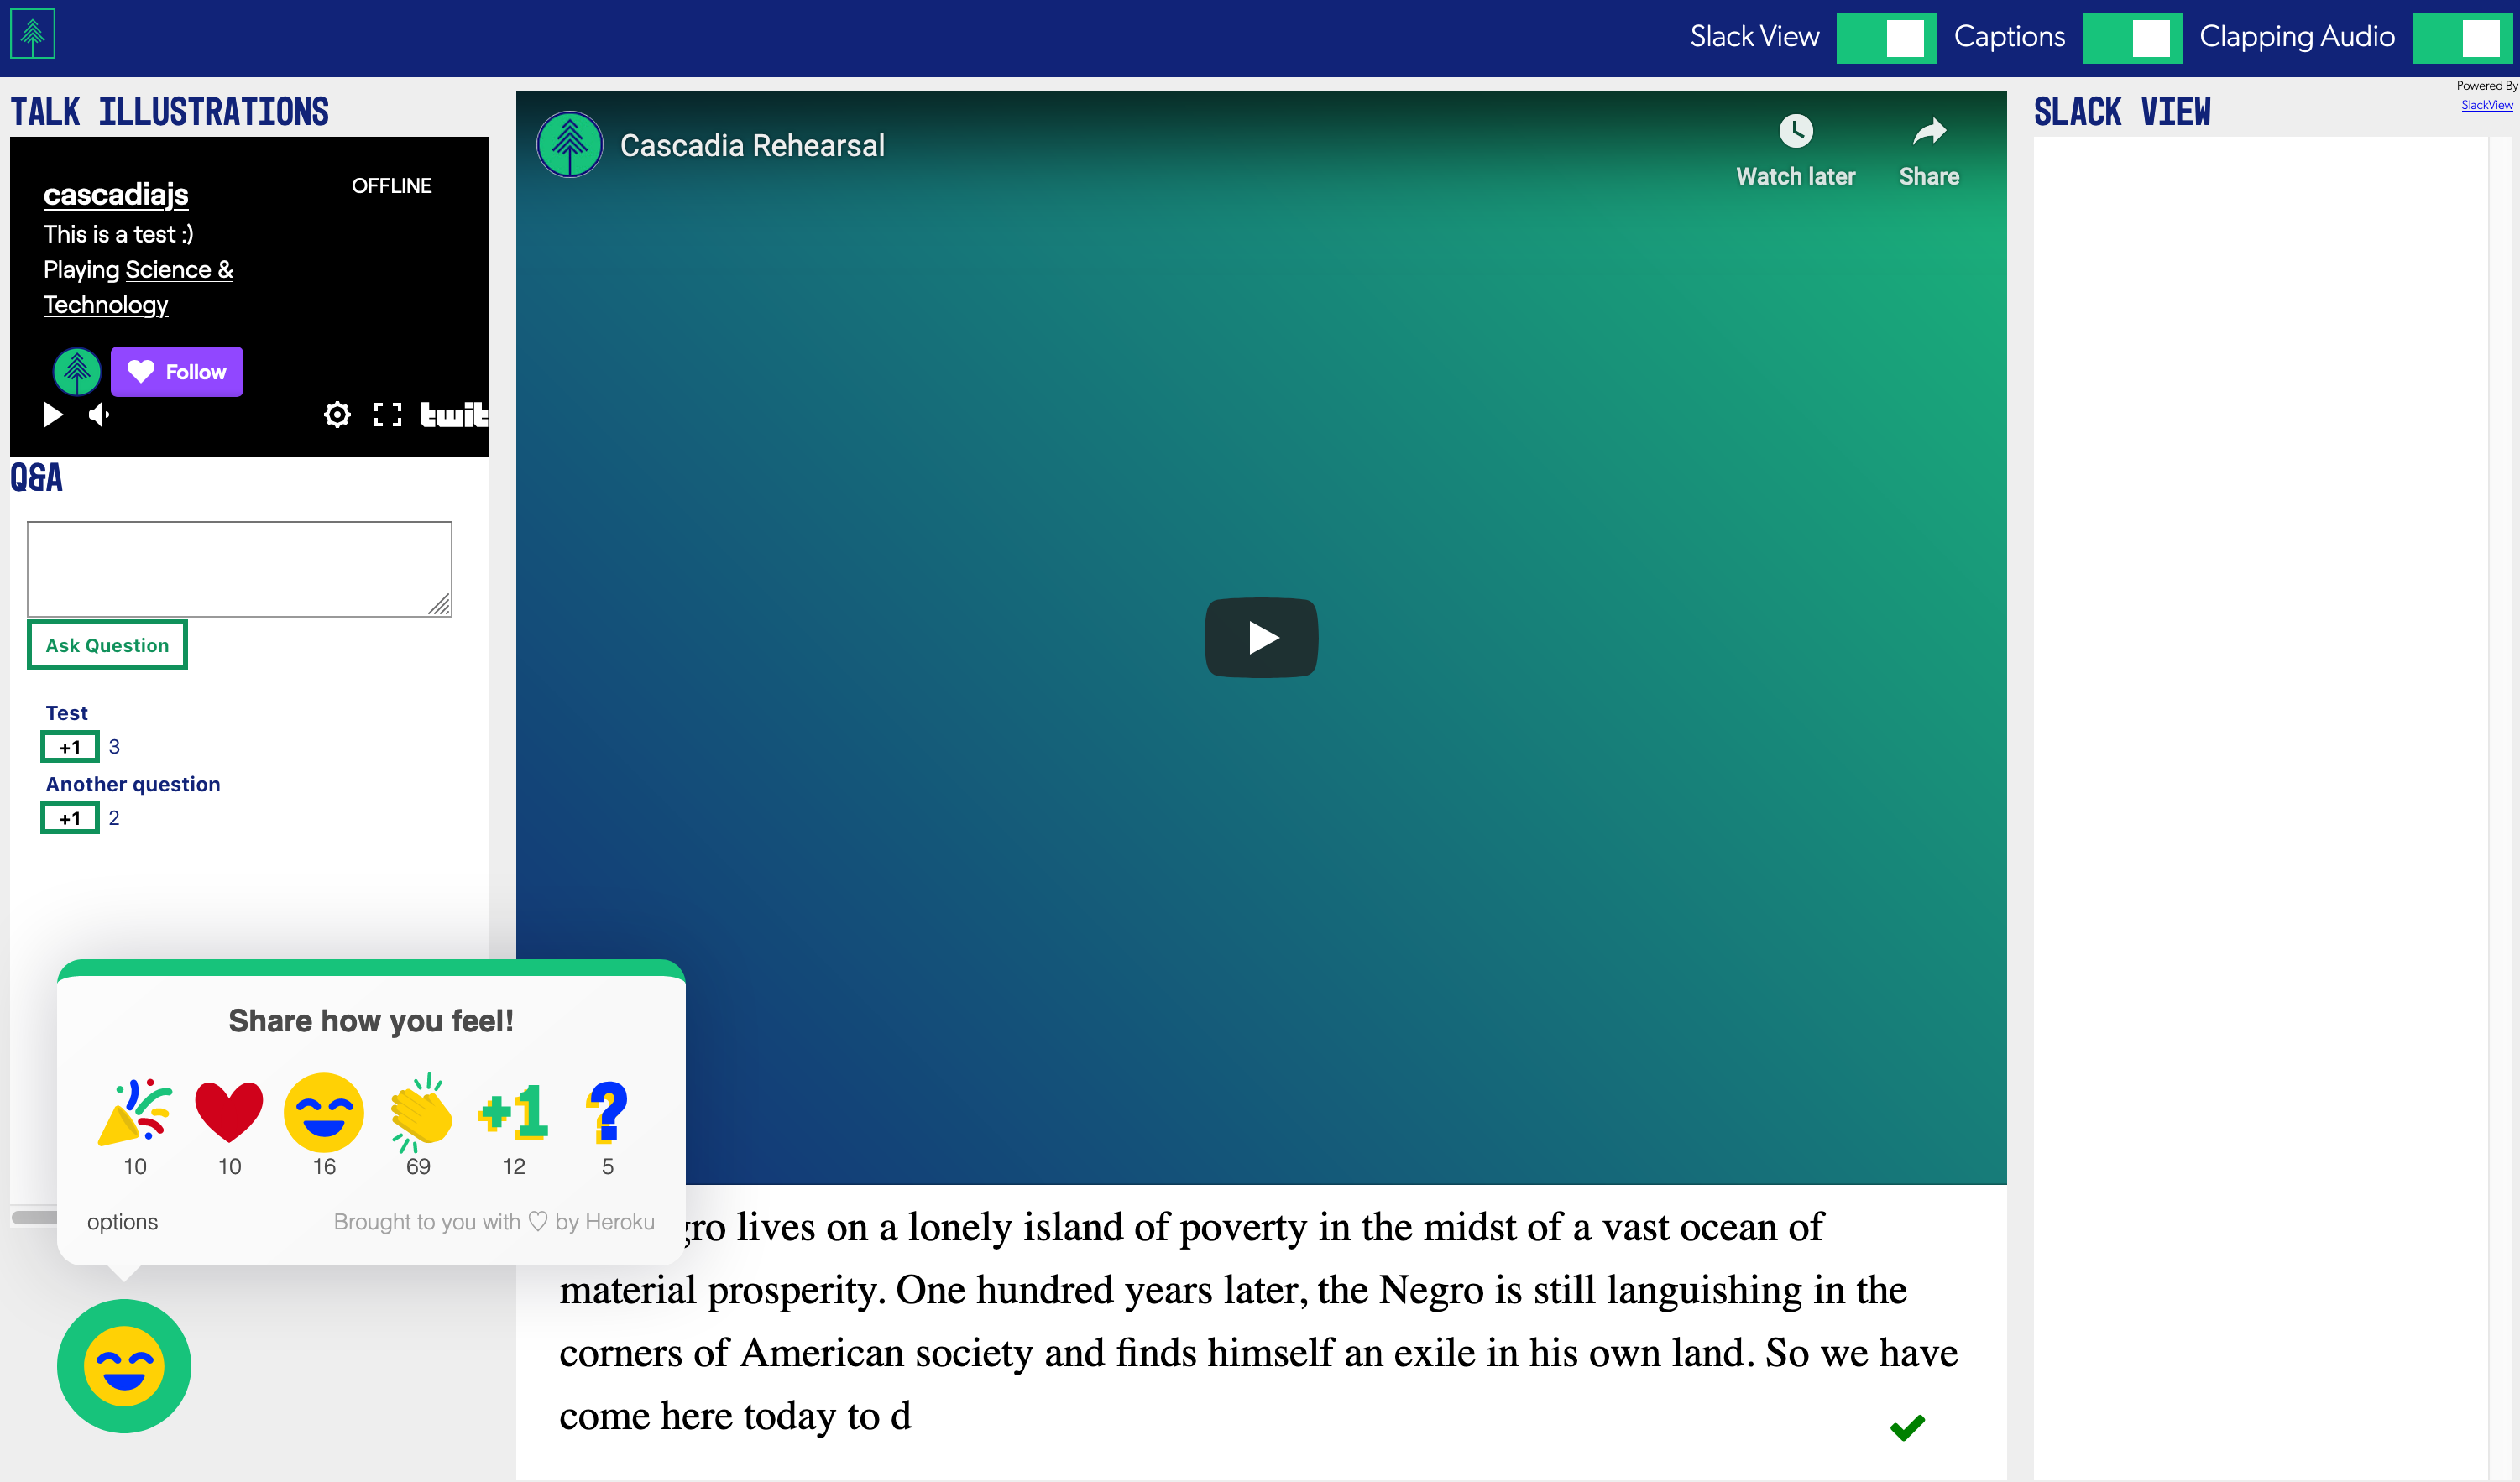 Slack View
Captions
Clapping Audio
Powered By
SlackView
TALK ILLUSTRATIONS
cascadiajs
OFFLINE
This is a test :)
Playing Science &
Technology
Follow
twit
Q&A
Ask Question
Test
+1 3
Another question
+1 2
Share how you feel!
+1 ?
10 10 16 69 12 5
options
Brought to you with ♡ by Heroku
Cascadia Rehearsal
Watch later
Share
gro lives on a lonely island of poverty in the midst of a vast ocean of
material prosperity. One hundred years later, the Negro is still languishing in the
corners of American society and finds himself an exile in his own land. So we have
come here today to d
SLACK VIEW